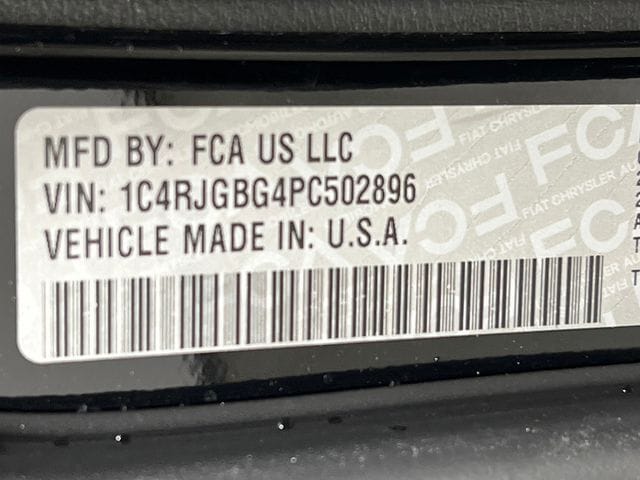 MFD BY: FCA US LLC
VIN: 1C4RJGBG4PC502896
VEHICLE MADE IN: U.S.A.